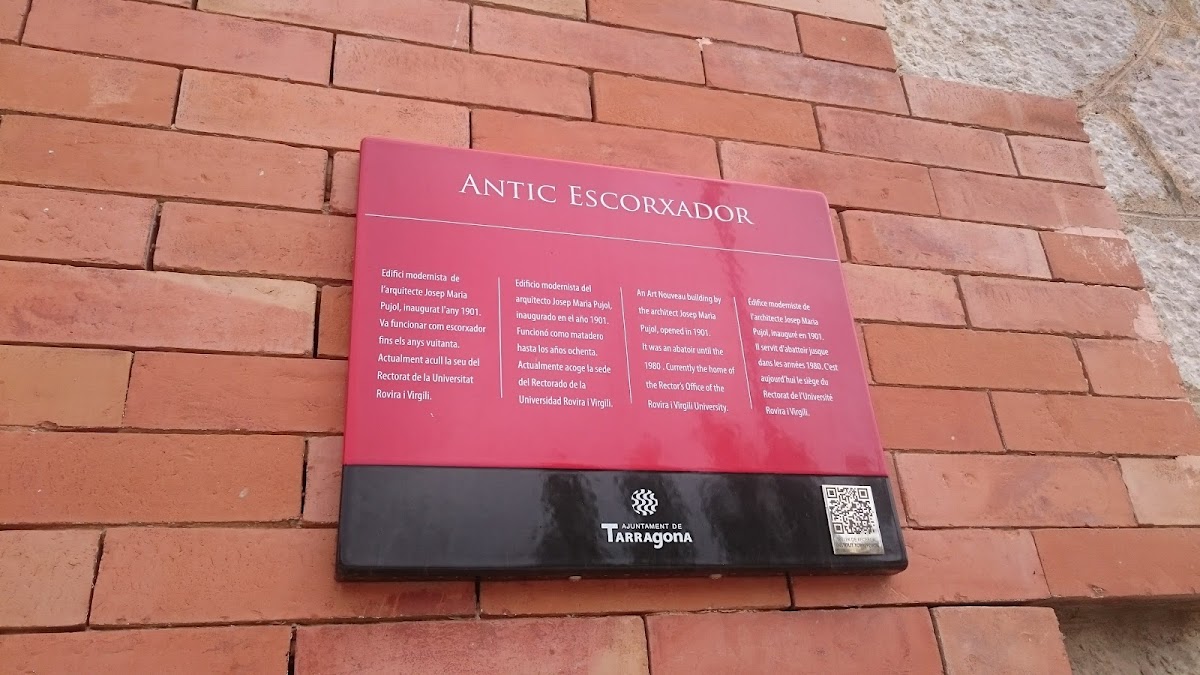 ANTIC ESCORXADOR
Edifici modernista de
l'arquitecte Josep Maria
Pujol, inaugurat l'any 1901.
Va funcionar com escorxador
fins els anys vuitanta.
Actualment acull la seu del
Rectorat de la Universitat
Rovira i Virgili.
Edificio modernista del
arquitecto Josep Maria Pujol,
inaugurado en el año 1901.
Funcionó como matadero
hasta los años ochenta.
Actualmente acoge la sede
del Rectorado de la
Universidad Rovira i Virgili.
An Art Nouveau building by
the architect Josep Maria
Pujol, opened in 1901.
It was an abatoir until the
1980 . Currently the home of
the Rector's Office of the
Rovira i Virgili University.
Edifice moderniste de
l'architecte Josep Maria
Pujol, inauguré en 1901.
Il servit d'abattoir jusque
dans les années 1980. C'est
aujourd'hui le siège du
Rectorat de l'Université
Rovira i Virgili.
AJUNTAMENT DE
TARRAGONA